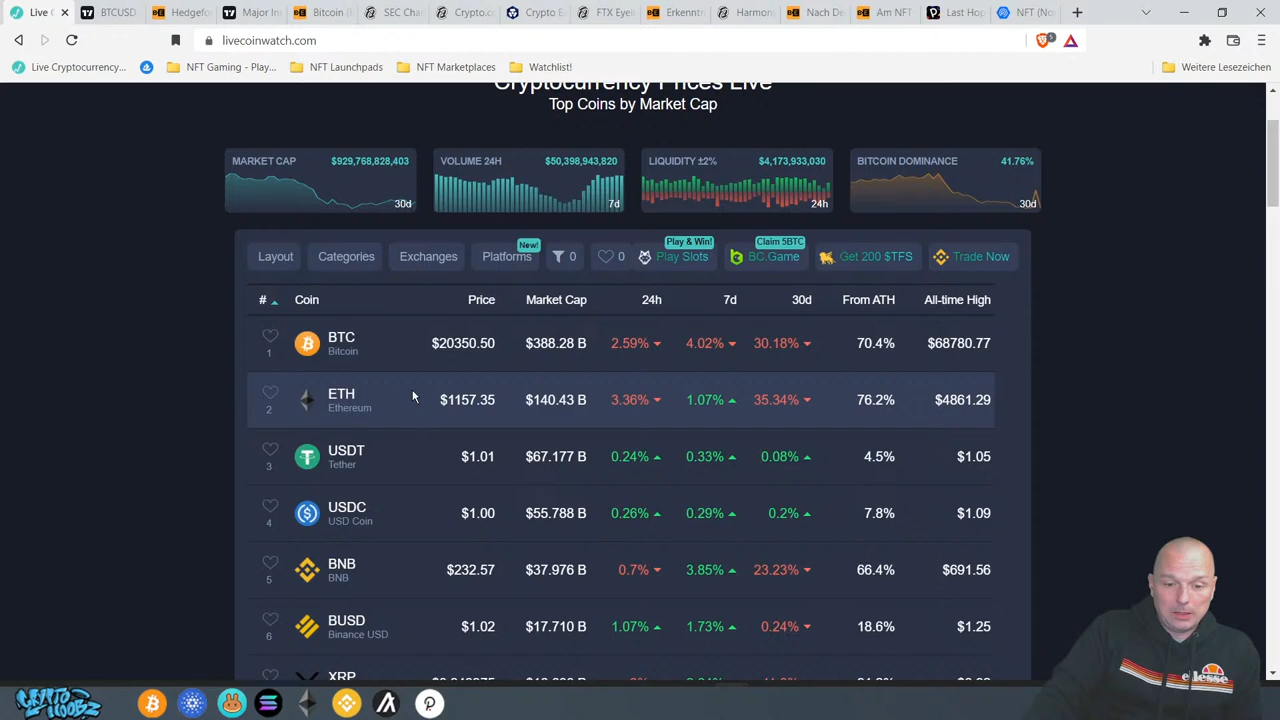 Live C
BTCUSD
Hedgefor
Major In
Bitcoin (
SEC Chai
Crypto.c
Crypto E
FTX Eyei
Erkenntn
Harmony
Nach De
Am NFT
Last Hop
NFT (No
livecoinwatch.com
5
Live Cryptocurrency...
NFT Gaming - Play...
NFT Launchpads
NFT Marketplaces
Watchlist!
Weitere Lesezeichen
Cryptocurrency Prices Live
Top Coins by Market Cap
MARKET CAP $929,768,828,403
30d
VOLUME 24H $50,398,943,820
7d
LIQUIDITY ±2% $4,173,933,030
24h
BITCOIN DOMINANCE 41.76%
30d
New! Play & Win! Claim 5BTC
Layout Categories Exchanges Platforms 0 0 Play Slots BC.Game Get 200 $TFS Trade Now
# Coin Price Market Cap 24h 7d 30d From ATH All-time High
1 BTC Bitcoin $20350.50 $388.28 B 2.59% 4.02% 30.18% 70.4% $68780.77
2 ETH Ethereum $1157.35 $140.43 B 3.36% 1.07% 35.34% 76.2% $4861.29
3 USDT Tether $1.01 $67.177 B 0.24% 0.33% 0.08% 4.5% $1.05
4 USDC USD Coin $1.00 $55.788 B 0.26% 0.29% 0.2% 7.8% $1.09
5 BNB BNB $232.57 $37.976 B 0.7% 3.85% 23.23% 66.4% $691.56
6 BUSD Binance USD $1.02 $17.710 B 1.07% 1.73% 0.24% 18.6% $1.25
XRP
ellesse
CRYPTO NOOBZ